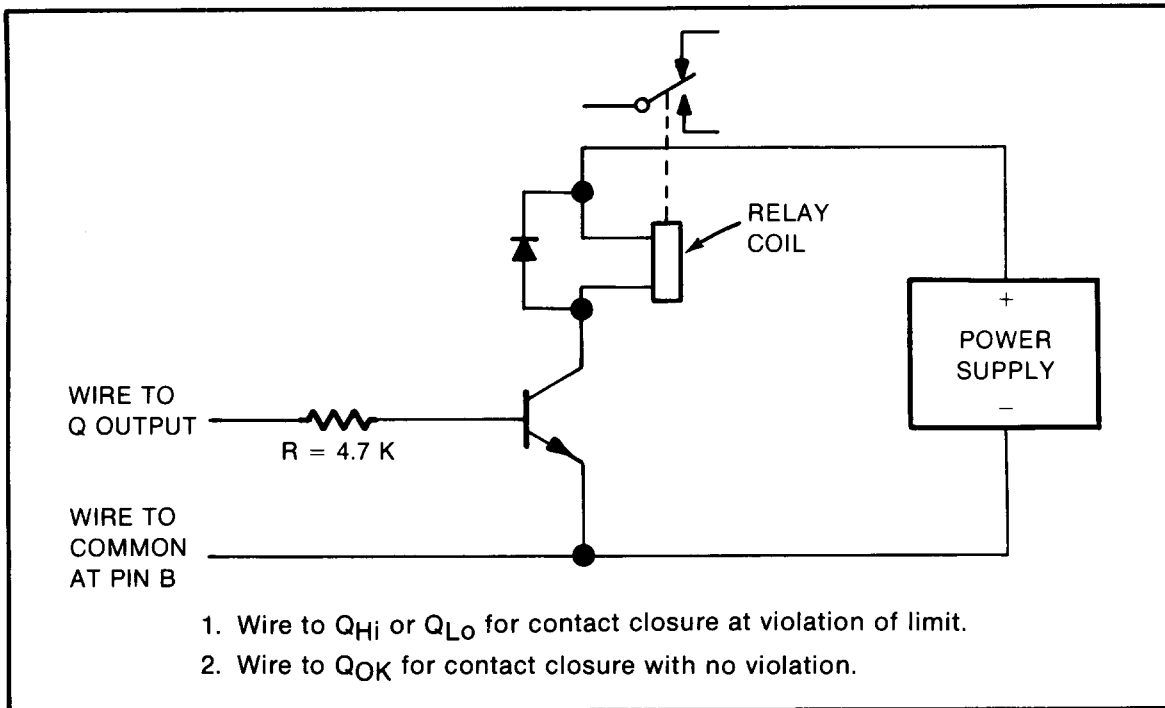 RELAY
COIL
+
POWER
SUPPLY
−
WIRE TO
Q OUTPUT
R = 4.7 K
WIRE TO
COMMON
AT PIN B
1. Wire to QHi or QLo for contact closure at violation of limit.
2. Wire to QOK for contact closure with no violation.